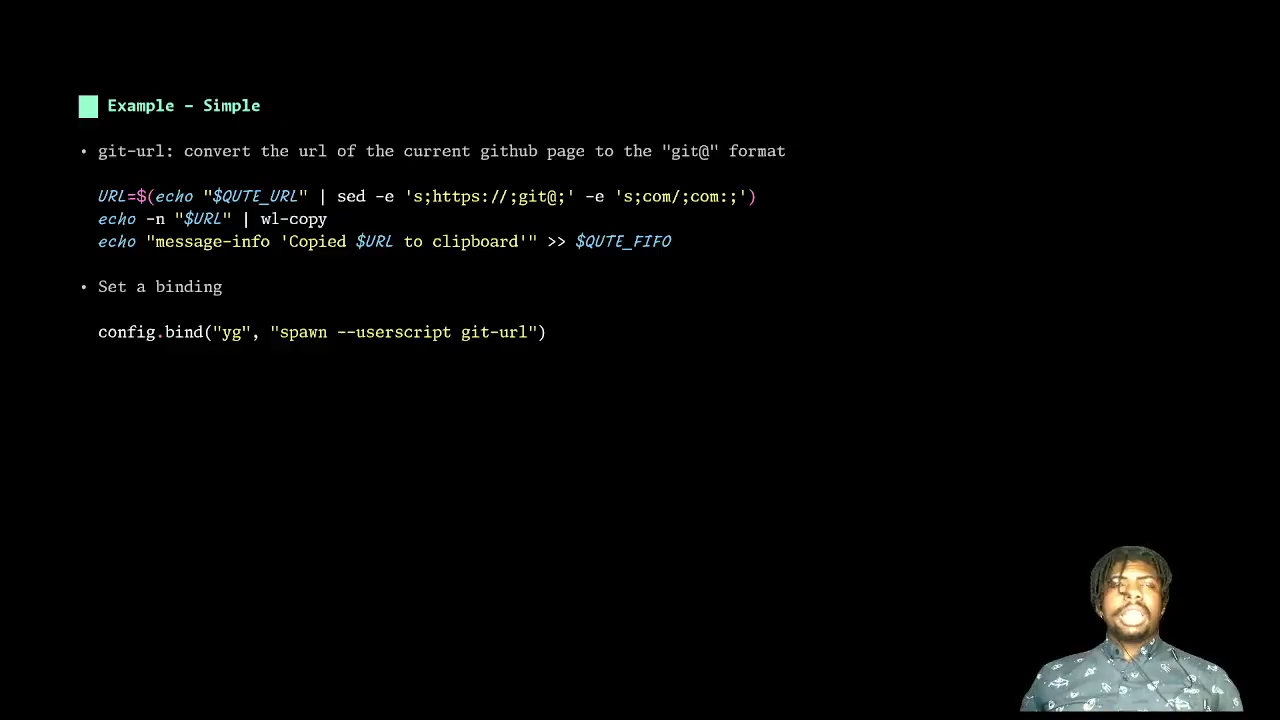 Example – Simple
• git-url: convert the url of the current github page to the "git@" format
URL=$(echo "$QUTE_URL" | sed -e 's;https://;git@;' -e 's;com/;com:;')
echo -n "$URL" | wl-copy
echo "message-info 'Copied $URL to clipboard'" >> $QUTE_FIFO
• Set a binding
config.bind("yg", "spawn --userscript git-url")